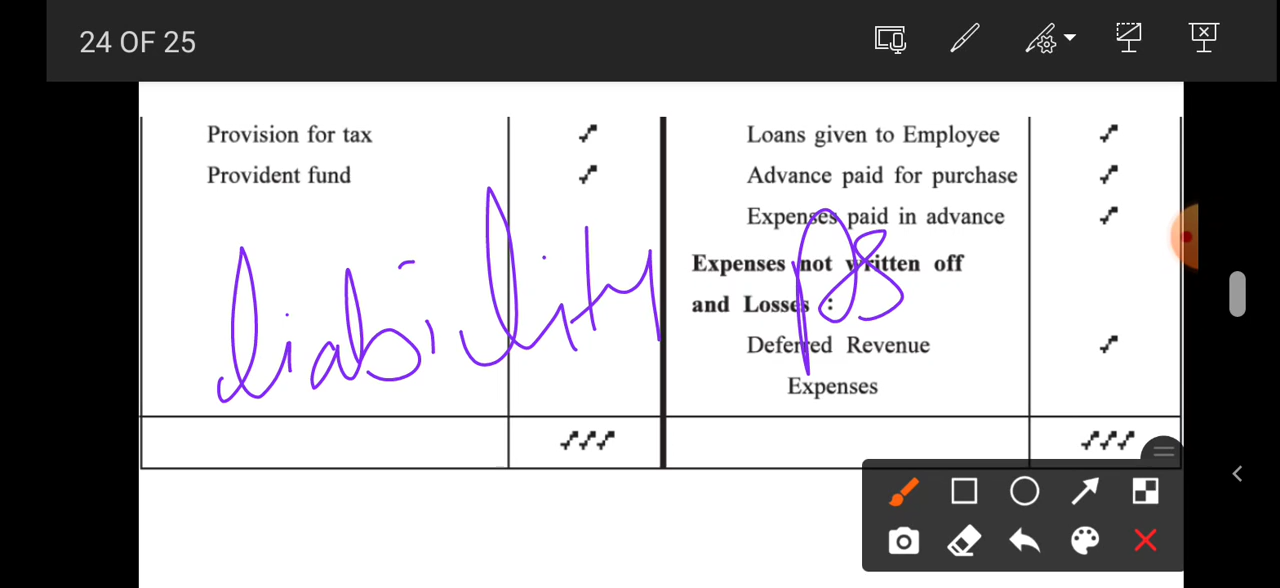 24 OF 25
Provision for tax
Provident fund
liability
Loans given to Employee
Advance paid for purchase
Expenses paid in advance
Expenses not written off
and Losses :
Deferred Revenue
Expenses